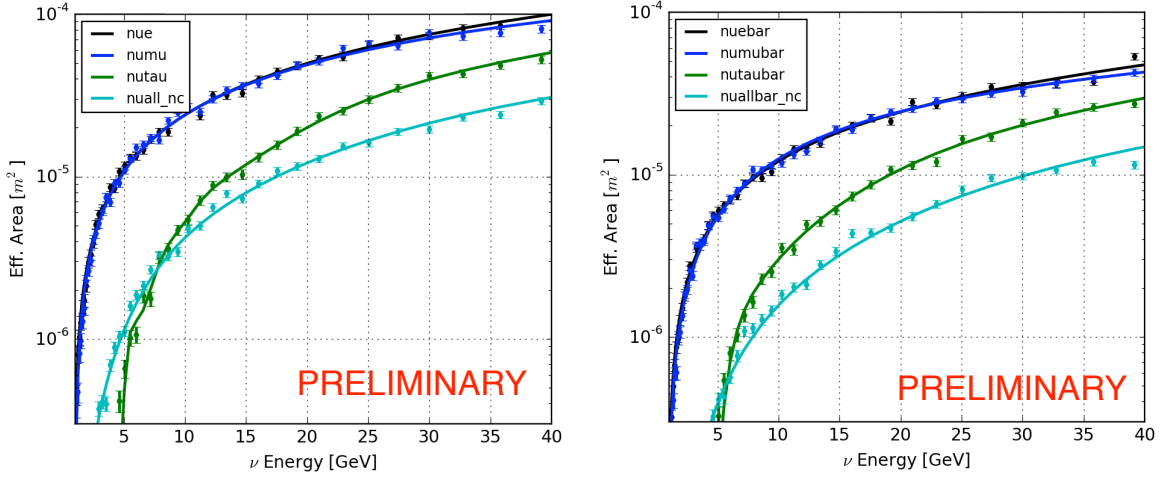 10^{-4}
10^{-5}
10^{-6}
Eff. Area [m^2]
nue
numu
nutau
nuall_nc
PRELIMINARY
5 10 15 20 25 30 35 40
ν Energy [GeV]
10^{-4}
10^{-5}
10^{-6}
Eff. Area [m^2]
nuebar
numubar
nutaubar
nuallbar_nc
PRELIMINARY
5 10 15 20 25 30 35 40
ν Energy [GeV]